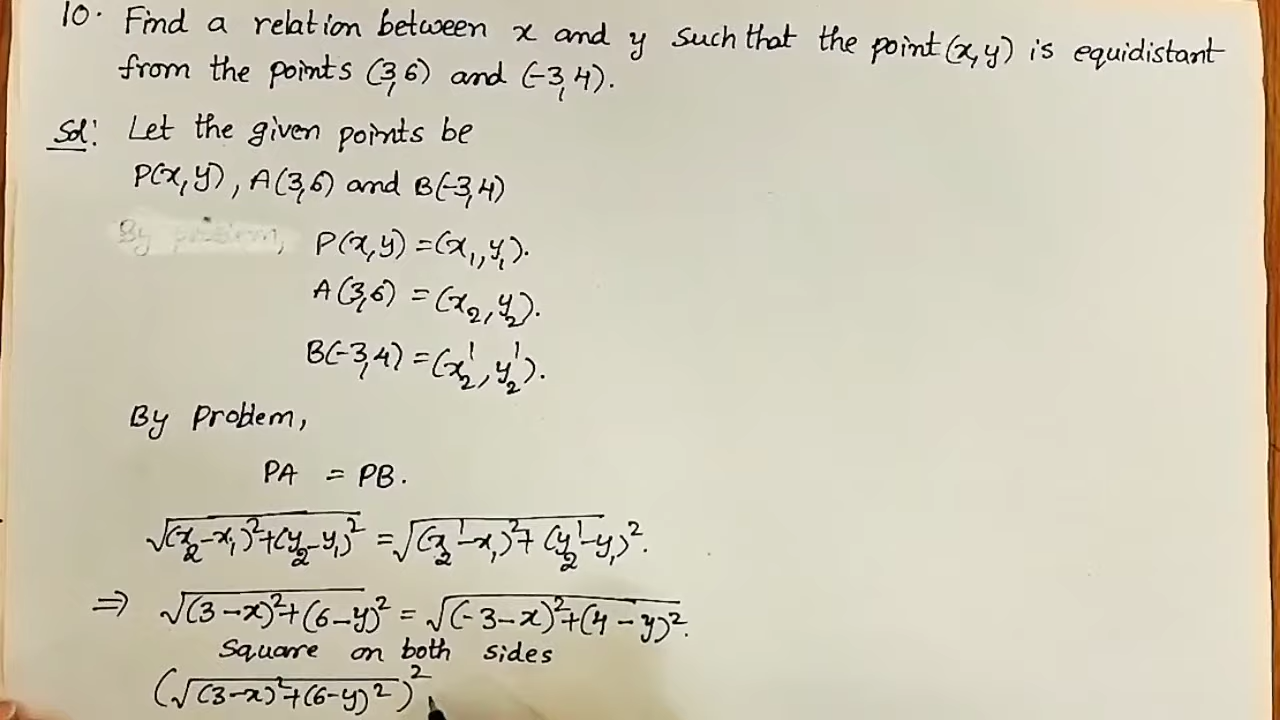 10. Find a relation between x and y such that the point (x, y) is equidistant
from the points (3, 6) and (-3, 4).
Sol: Let the given points be
P(x, y), A(3, 6) and B(-3, 4)
By problem, P(x, y) = (x₁, y₁).
A(3, 6) = (x₂, y₂).
B(-3, 4) = (x₂', y₂').
By Problem,
PA = PB.
√(x₂-x₁)²+(y₂-y₁)² = √(x₂'-x₁)²+(y₂'-y₁)².
⇒ √(3-x)²+(6-y)² = √(-3-x)²+(4-y)².
Square on both sides
(√(3-x)²+(6-y)²)²